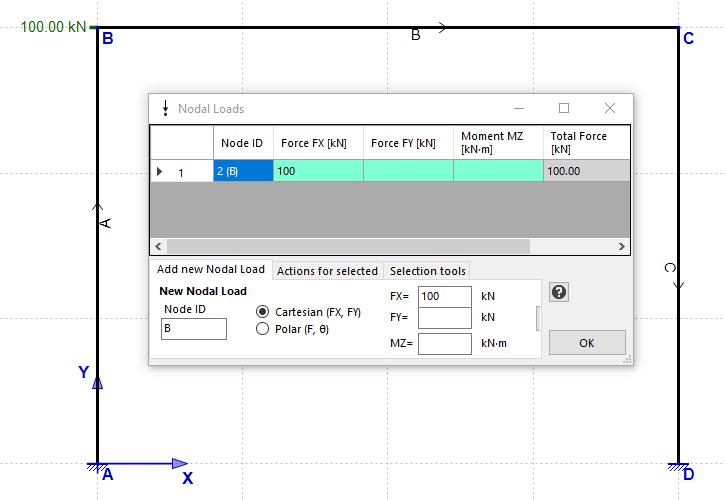 100.00 kN
B
B
C
Nodal Loads
Node ID
Force FX [kN]
Force FY [kN]
Moment MZ
[kN·m]
Total Force
[kN]
1
2 (B)
100
100.00
A
C
Add new Nodal Load
Actions for selected
Selection tools
New Nodal Load
Node ID
B
Cartesian (FX, FY)
Polar (F, θ)
FX=
100
kN
FY=
kN
MZ=
kN·m
?
OK
Y
A
X
D